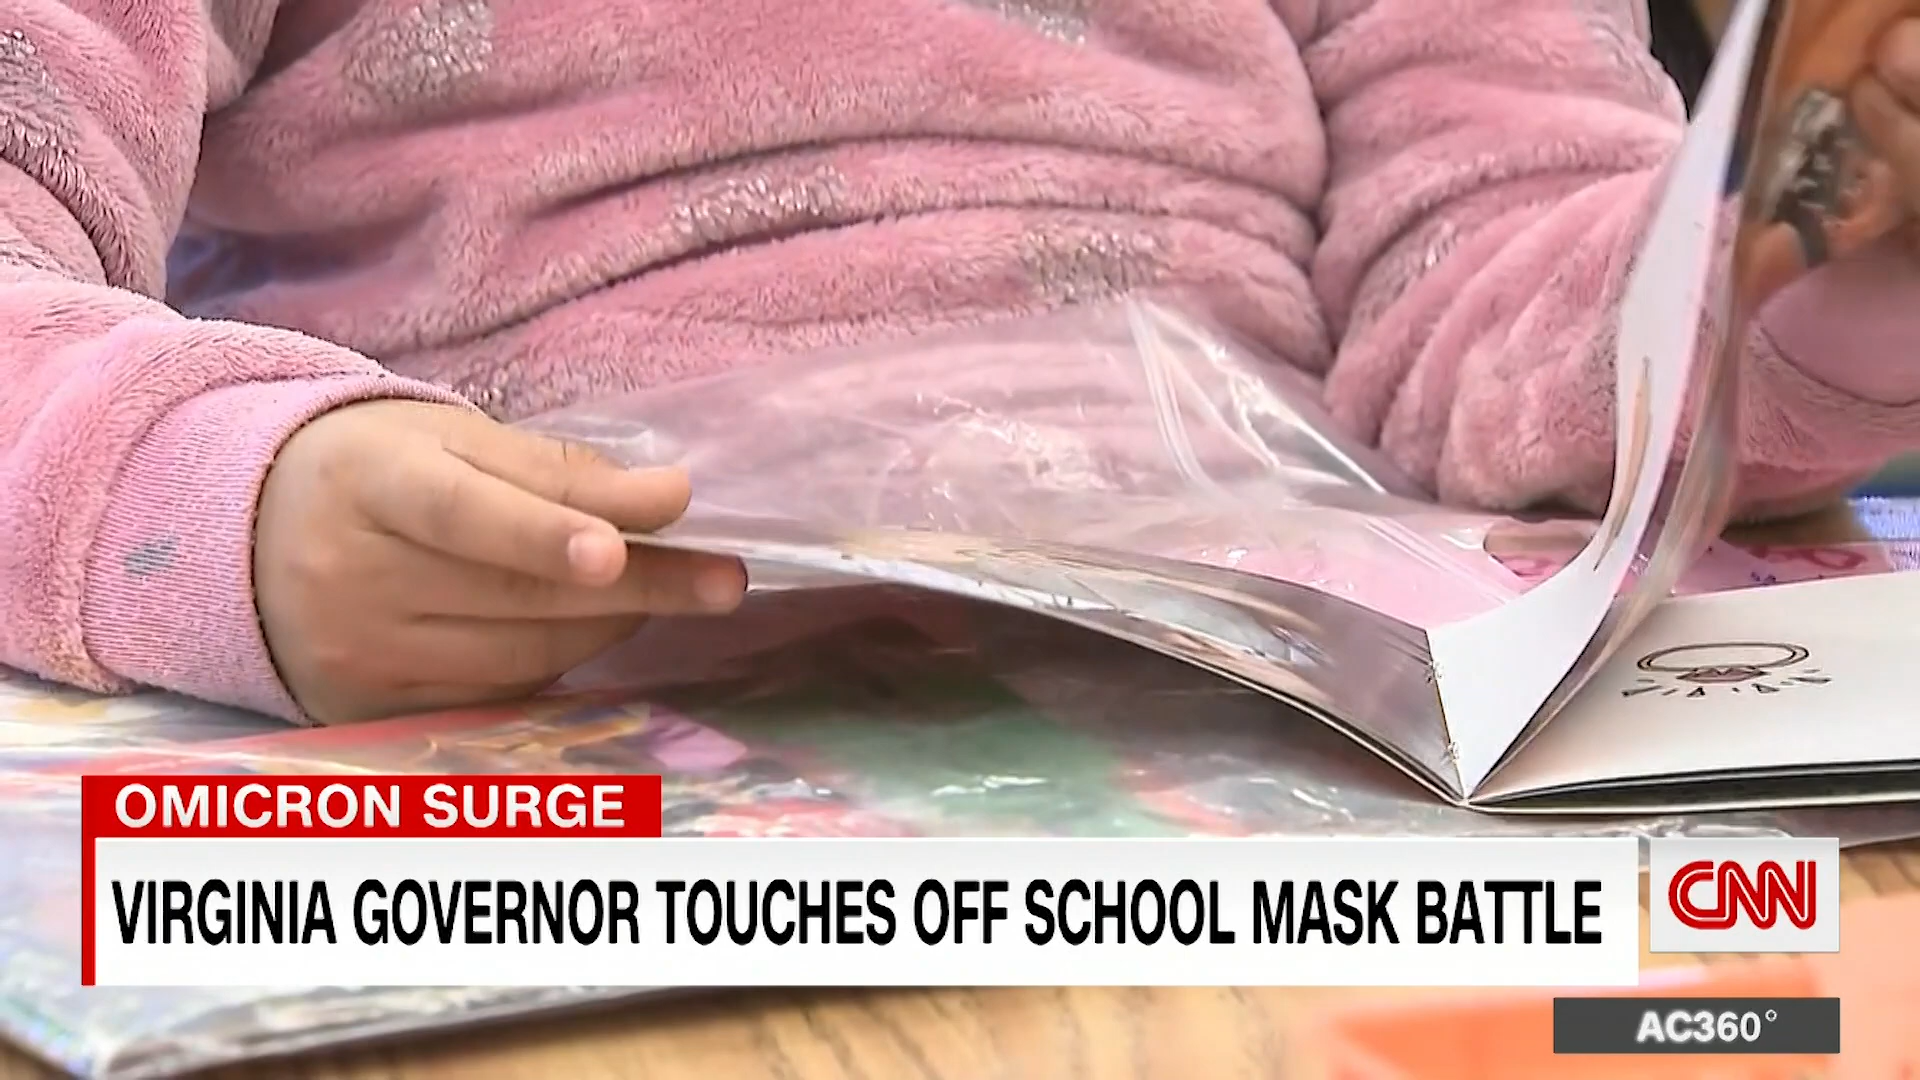 OMICRON SURGE
VIRGINIA GOVERNOR TOUCHES OFF SCHOOL MASK BATTLE
CNN
AC360°